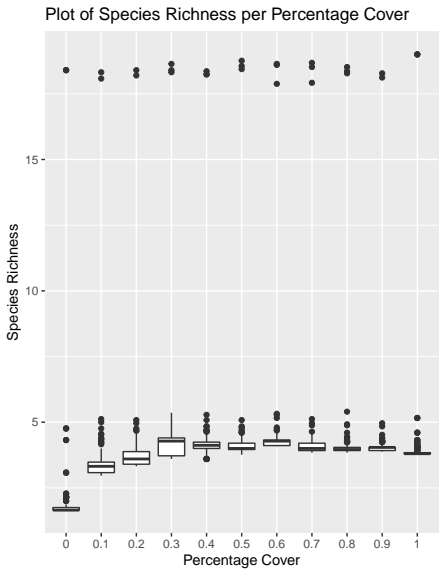 Plot of Species Richness per Percentage Cover
Species Richness
15
10
5
0 0.1 0.2 0.3 0.4 0.5 0.6 0.7 0.8 0.9 1
Percentage Cover